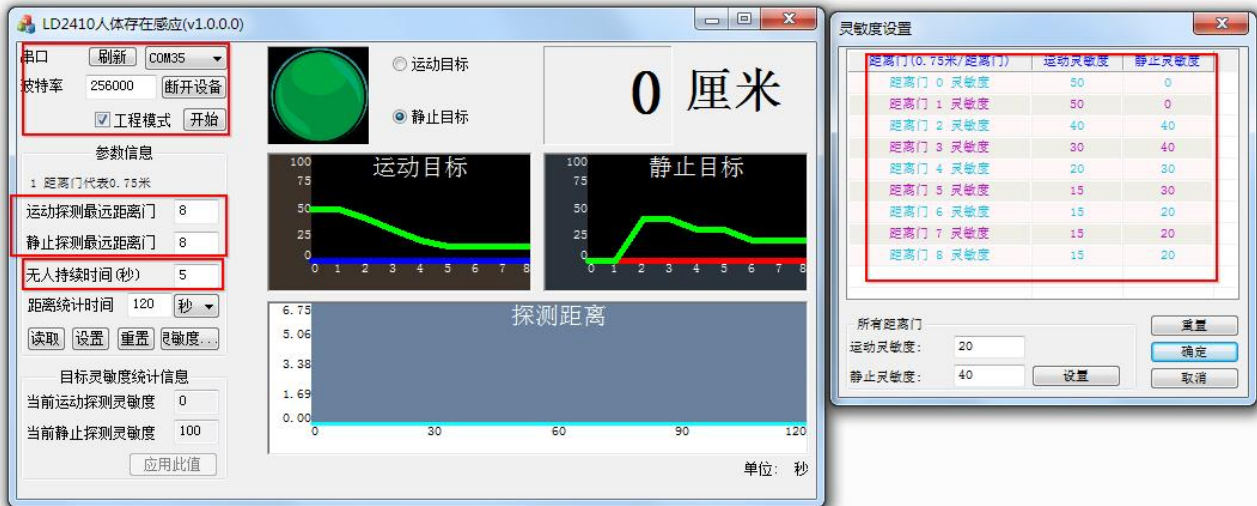 LD2410人体存在感应(v1.0.0.0)
串口 刷新 COM35
波特率 256000 断开设备
工程模式 开始
参数信息
1 距离门代表0.75米
运动探测最远距离门 8
静止探测最远距离门 8
无人持续时间(秒) 5
距离统计时间 120 秒
读取 设置 重置 灵敏度...
目标灵敏度统计信息
当前运动探测灵敏度 0
当前静止探测灵敏度 100
应用此值
运动目标
静止目标
0 厘米
运动目标
100
75
50
25
0
0 1 2 3 4 5 6 7 8
静止目标
100
75
50
25
0
0 1 2 3 4 5 6 7 8
探测距离
6.75
5.06
3.38
1.69
0.00
0 30 60 90 120
单位: 秒
灵敏度设置
距离门(0.75米/距离门) 运动灵敏度 静止灵敏度
距离门 0 灵敏度 50 0
距离门 1 灵敏度 50 0
距离门 2 灵敏度 40 40
距离门 3 灵敏度 30 40
距离门 4 灵敏度 20 30
距离门 5 灵敏度 15 30
距离门 6 灵敏度 15 20
距离门 7 灵敏度 15 20
距离门 8 灵敏度 15 20
所有距离门
运动灵敏度: 20
静止灵敏度: 40 设置
重置
确定
取消